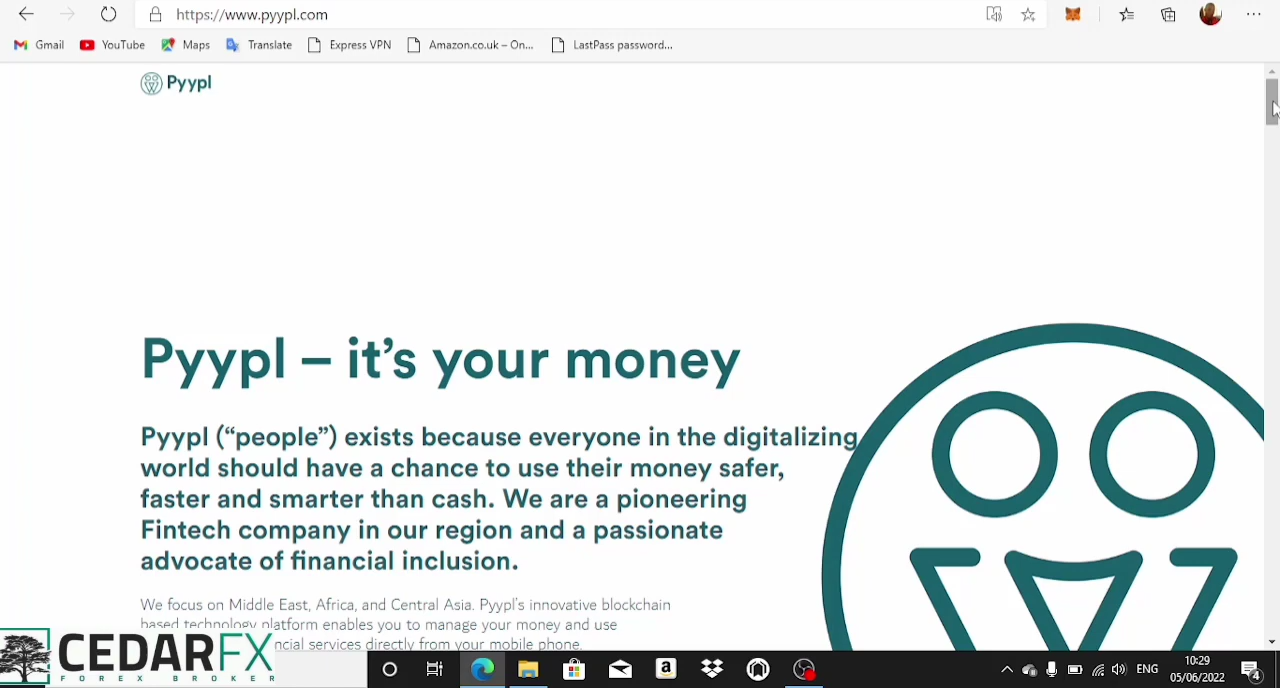 https://www.pyypl.com
Gmail YouTube Maps Translate Express VPN Amazon.co.uk – On... LastPass password...
Pyypl
Pyypl – it’s your money
Pyypl (“people”) exists because everyone in the digitalizing
world should have a chance to use their money safer,
faster and smarter than cash. We are a pioneering
Fintech company in our region and a passionate
advocate of financial inclusion.
We focus on Middle East, Africa, and Central Asia. Pyypl's innovative blockchain
based technology platform enables you to manage your money and use
ncial services directly from your mobile phone.
CEDARFX
FOREX BROKER
a
ENG
10:29
05/06/2022
4